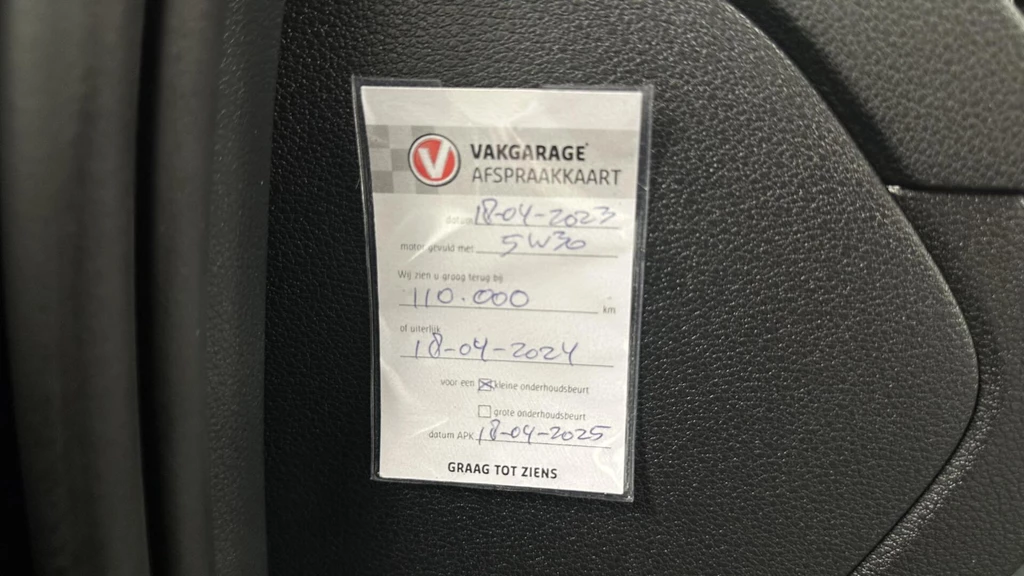 V VAKGARAGE
AFSPRAAKKAART
datum 18-04-2023
motor gevuld met 5W30
Wij zien u graag terug bij
110.000 km
of uiterlijk
18-04-2024
voor een ☒ kleine onderhoudsbeurt
☐ grote onderhoudsbeurt
datum APK 18-04-2025
GRAAG TOT ZIENS